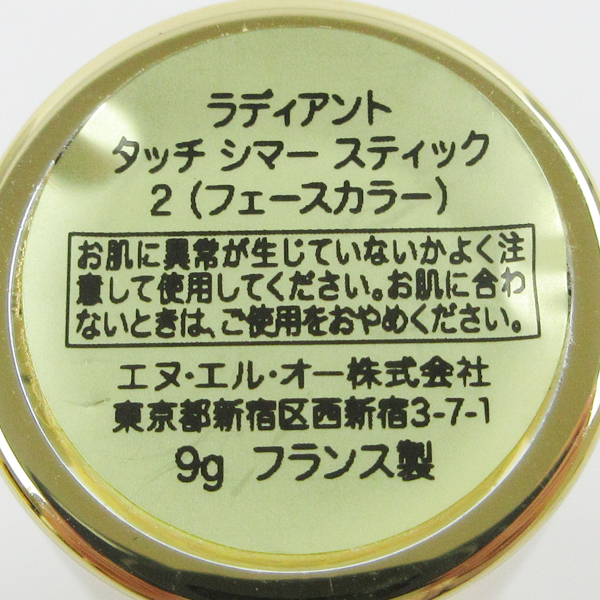 ラディアント
タッチ シマー スティック
2 (フェースカラー)
お肌に異常が生じていないかよく注
意して使用してください。お肌に合わ
ないときは、ご使用をおやめください。
エヌ・エル・オー株式会社
東京都新宿区西新宿3-7-1
9g フランス製